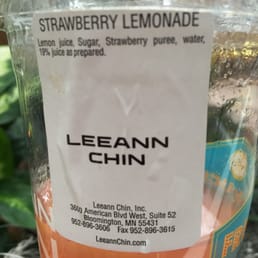 STRAWBERRY LEMONADE
Lemon juice, Sugar, Strawberry puree, water,
19% juice as prepared.
LEEANN
CHIN
Leeann Chin, Inc.
3600 American Blvd West, Suite 52
Bloomington, MN 55431
952-896-3606 Fax 952-896-3615
LeeannChin.com